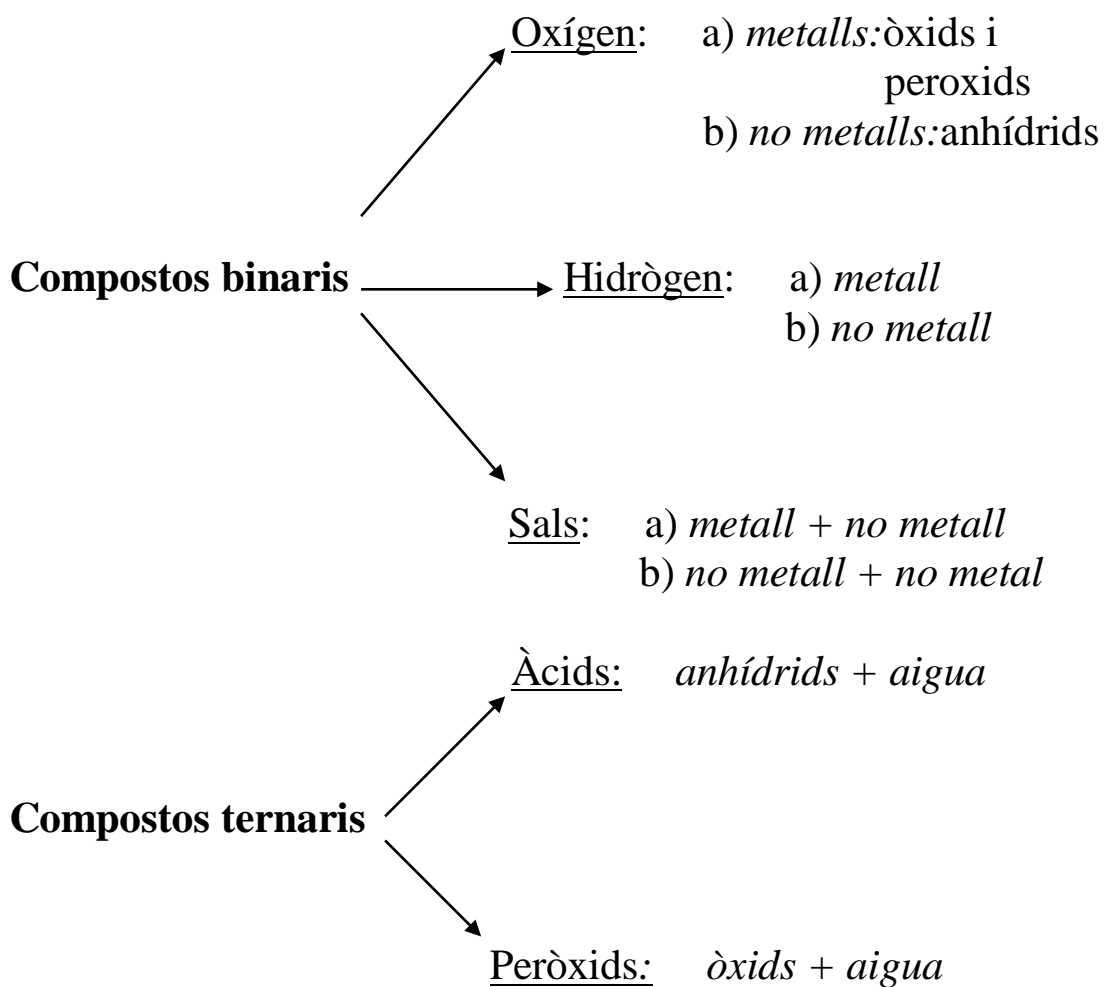 Oxígen: a) metalls:òxids i
peroxids
b) no metalls:anhídrids
Compostos binaris
Hidrògen: a) metall
b) no metall
Sals: a) metall + no metall
b) no metall + no metal
Àcids: anhídrids + aigua
Compostos ternaris
Peròxids: òxids + aigua